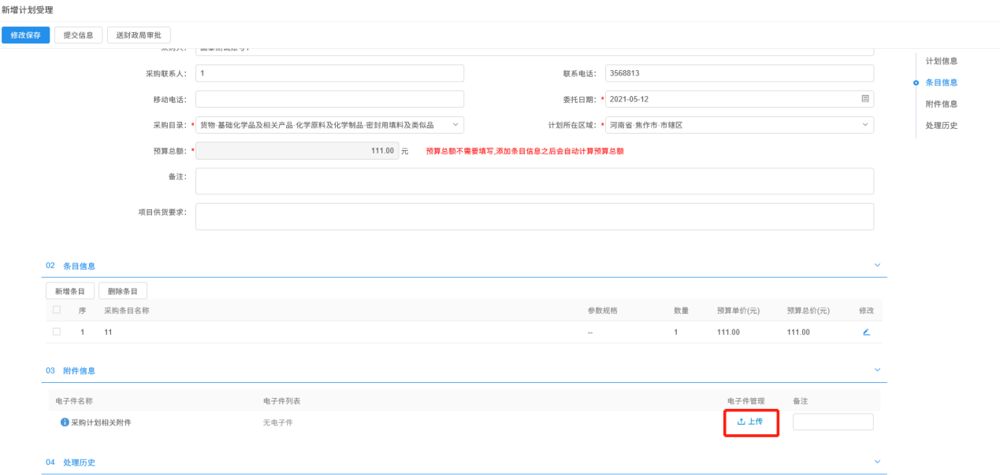 新增计划受理
修改保存 提交信息 送财政局审批
采购联系人： 1 联系电话： 3568813
移动电话： 委托日期： * 2021-05-12
采购目录： * 货物·基础化学品及相关产品·化学原料及化学制品·密封用填料及类似品 计划所在区域： * 河南省·焦作市·市辖区
预算总额： * 111.00 元 预算总额不需要填写,添加条目信息之后会自动计算预算总额
备注：
项目供货要求：
计划信息
条目信息
附件信息
处理历史
02 条目信息
新增条目 删除条目
序 采购条目名称 参数规格 数量 预算单价(元) 预算总价(元) 修改
1 11 -- 1 111.00 111.00
03 附件信息
电子件名称 电子件列表 电子件管理 备注
采购计划相关附件 无电子件 上传
04 处理历史